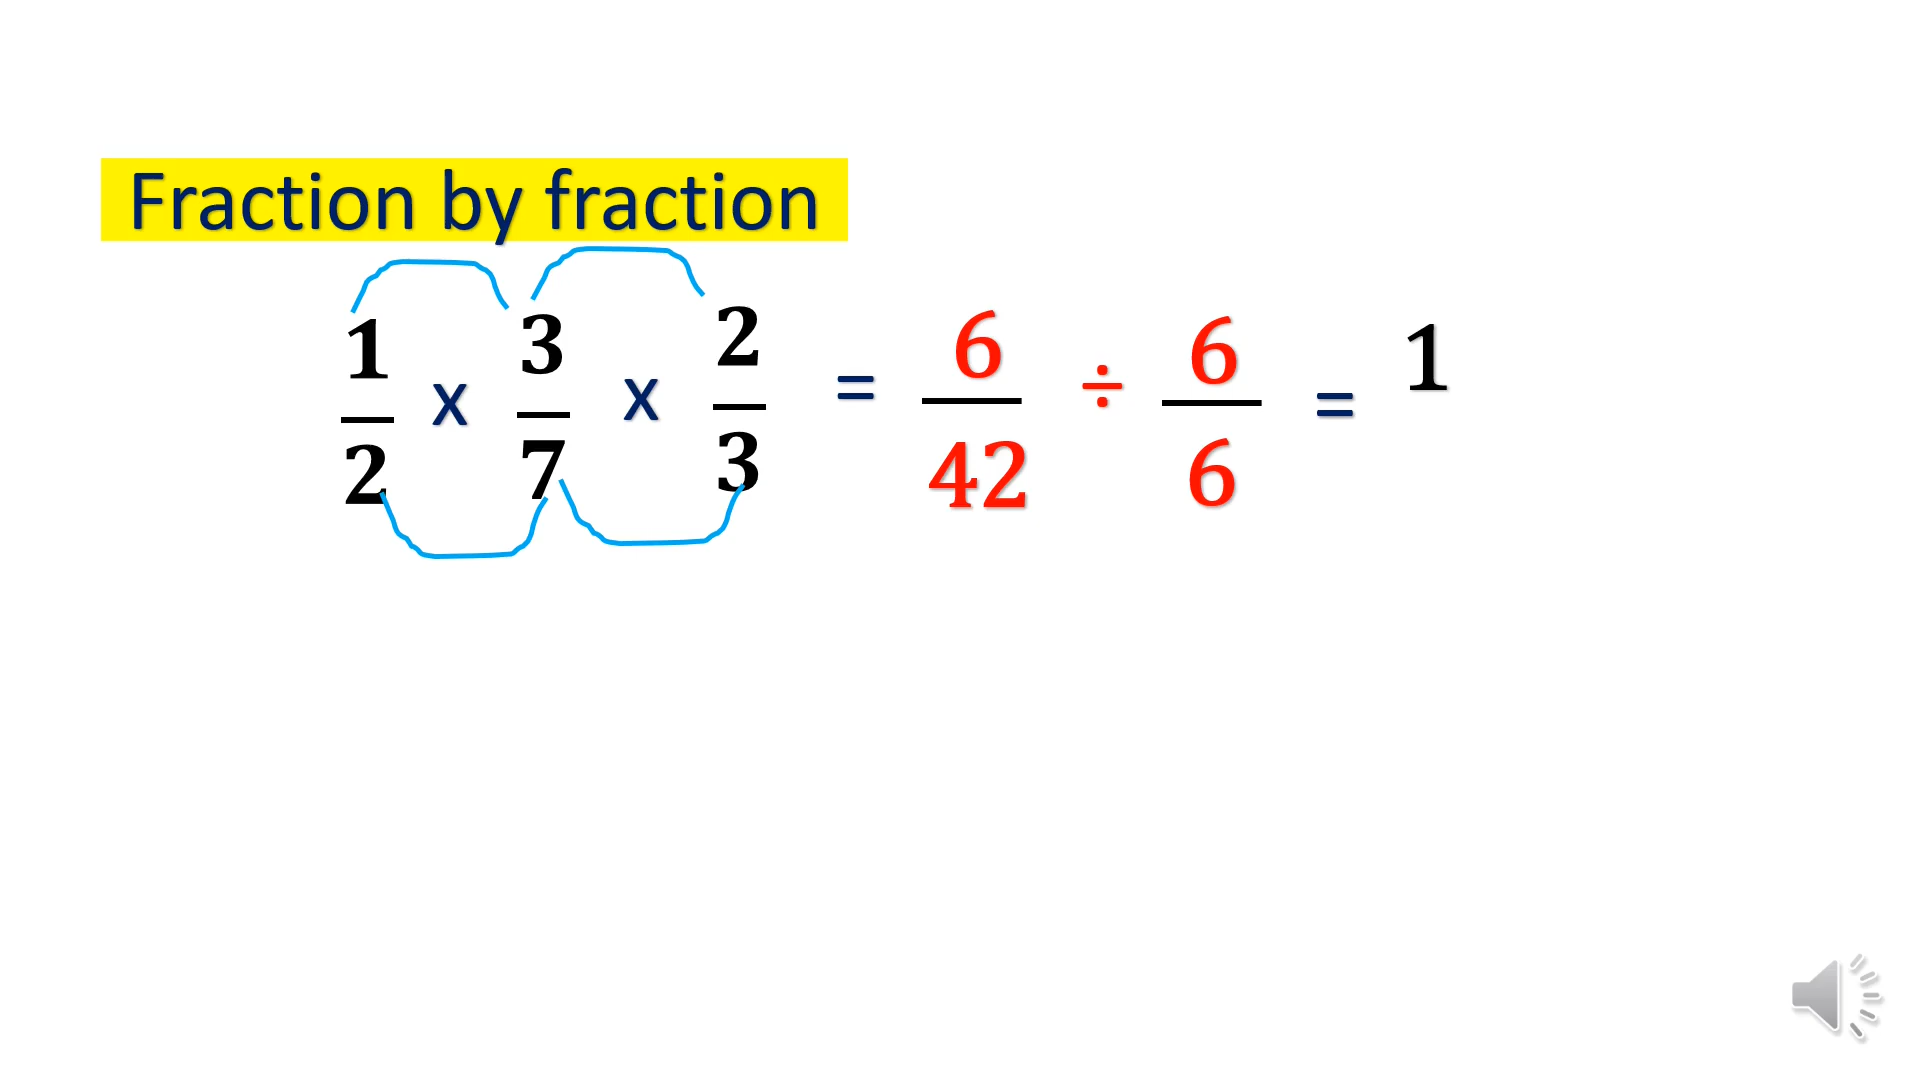 Fraction by fraction
1/2 x 3/7 x 2/3 = 6/42 ÷ 6/6 = 1